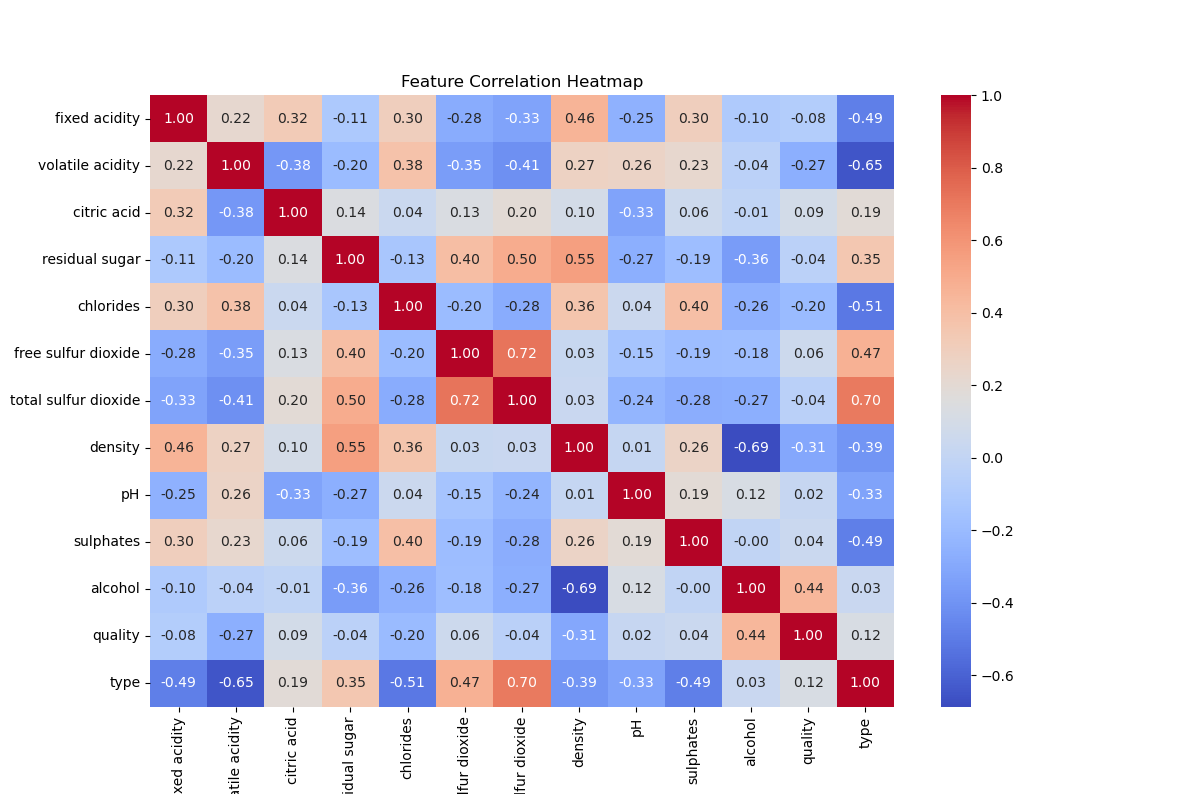 Feature Correlation Heatmap
fixed acidity 1.00 0.22 0.32 -0.11 0.30 -0.28 -0.33 0.46 -0.25 0.30 -0.10 -0.08 -0.49
volatile acidity 0.22 1.00 -0.38 -0.20 0.38 -0.35 -0.41 0.27 0.26 0.23 -0.04 -0.27 -0.65
citric acid 0.32 -0.38 1.00 0.14 0.04 0.13 0.20 0.10 -0.33 0.06 -0.01 0.09 0.19
residual sugar -0.11 -0.20 0.14 1.00 -0.13 0.40 0.50 0.55 -0.27 -0.19 -0.36 -0.04 0.35
chlorides 0.30 0.38 0.04 -0.13 1.00 -0.20 -0.28 0.36 0.04 0.40 -0.26 -0.20 -0.51
free sulfur dioxide -0.28 -0.35 0.13 0.40 -0.20 1.00 0.72 0.03 -0.15 -0.19 -0.18 0.06 0.47
total sulfur dioxide -0.33 -0.41 0.20 0.50 -0.28 0.72 1.00 0.03 -0.24 -0.28 -0.27 -0.04 0.70
density 0.46 0.27 0.10 0.55 0.36 0.03 0.03 1.00 0.01 0.26 -0.69 -0.31 -0.39
pH -0.25 0.26 -0.33 -0.27 0.04 -0.15 -0.24 0.01 1.00 0.19 0.12 0.02 -0.33
sulphates 0.30 0.23 0.06 -0.19 0.40 -0.19 -0.28 0.26 0.19 1.00 -0.00 0.04 -0.49
alcohol -0.10 -0.04 -0.01 -0.36 -0.26 -0.18 -0.27 -0.69 0.12 -0.00 1.00 0.44 0.03
quality -0.08 -0.27 0.09 -0.04 -0.20 0.06 -0.04 -0.31 0.02 0.04 0.44 1.00 0.12
type -0.49 -0.65 0.19 0.35 -0.51 0.47 0.70 -0.39 -0.33 -0.49 0.03 0.12 1.00
xed acidity
atile acidity
citric acid
idual sugar
chlorides
lfur dioxide
lfur dioxide
density
pH
sulphates
alcohol
quality
type
1.0
0.8
0.6
0.4
0.2
0.0
−0.2
−0.4
−0.6